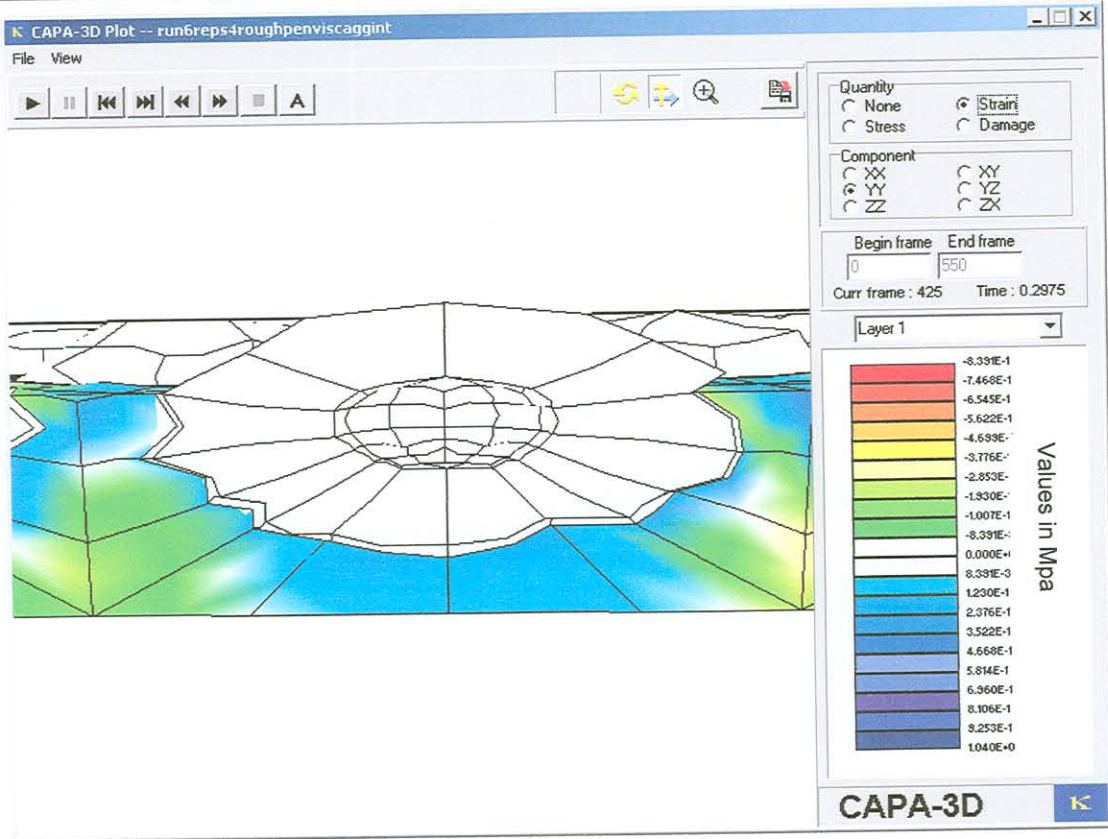 CAPA-3D Plot -- run6reps4roughpenviscaggint
File View
A
Quantity
None Strain
Stress Damage
Component
XX XY
YY YZ
ZZ ZX
Begin frame End frame
0 550
Curr frame : 425 Time : 0.2975
Layer 1
-8.391E-1
-7.468E-1
-6.545E-1
-5.622E-1
-4.699E-
-3.776E-
-2.853E-
-1.930E-
-1.007E-1
-8.391E-
0.000E+
8.391E-3
1.230E-1
2.376E-1
3.522E-1
4.668E-1
5.814E-1
6.960E-1
8.106E-1
9.253E-1
1.040E+0
Values in Mpa
CAPA-3D
K